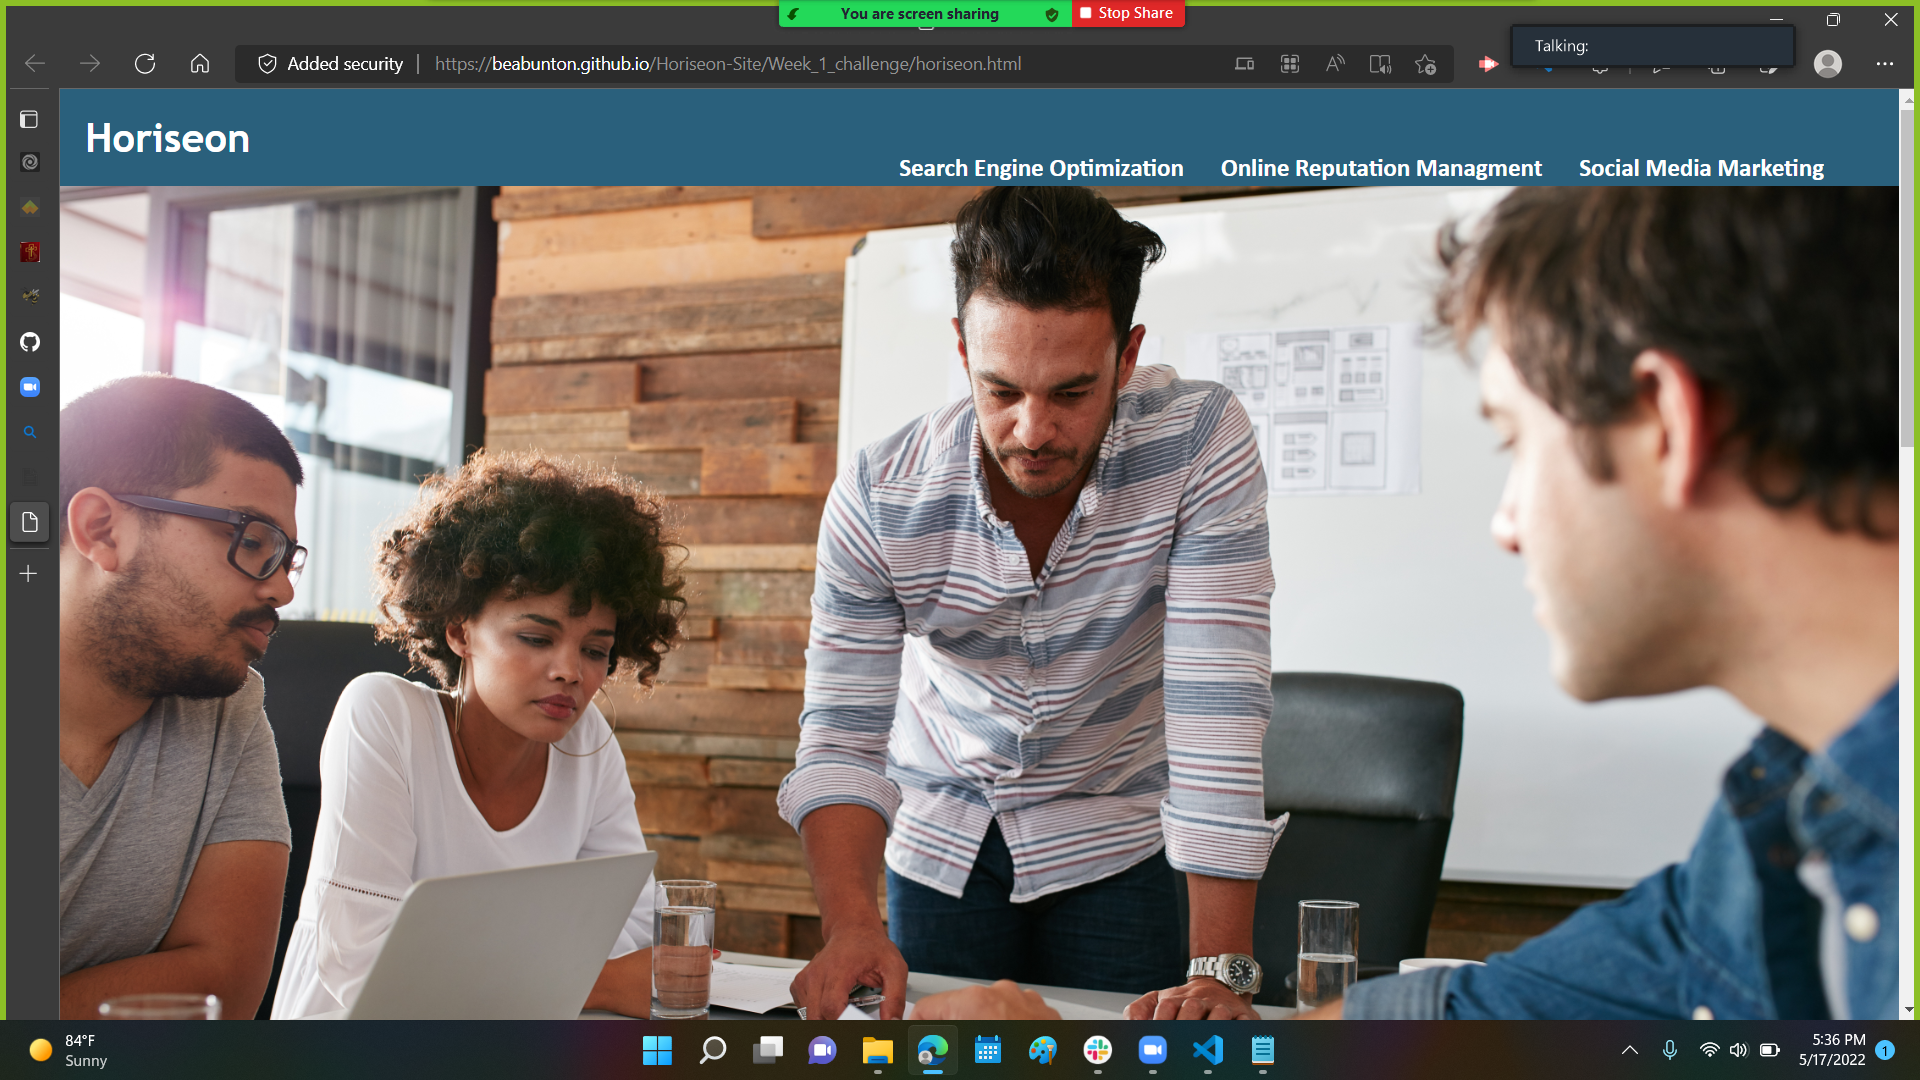 You are screen sharing
Stop Share
Talking:
Added security
https://beabunton.github.io/Horiseon-Site/Week_1_challenge/horiseon.html
Horiseon
Search Engine Optimization
Online Reputation Managment
Social Media Marketing
84°F
Sunny
5:36 PM
5/17/2022
1